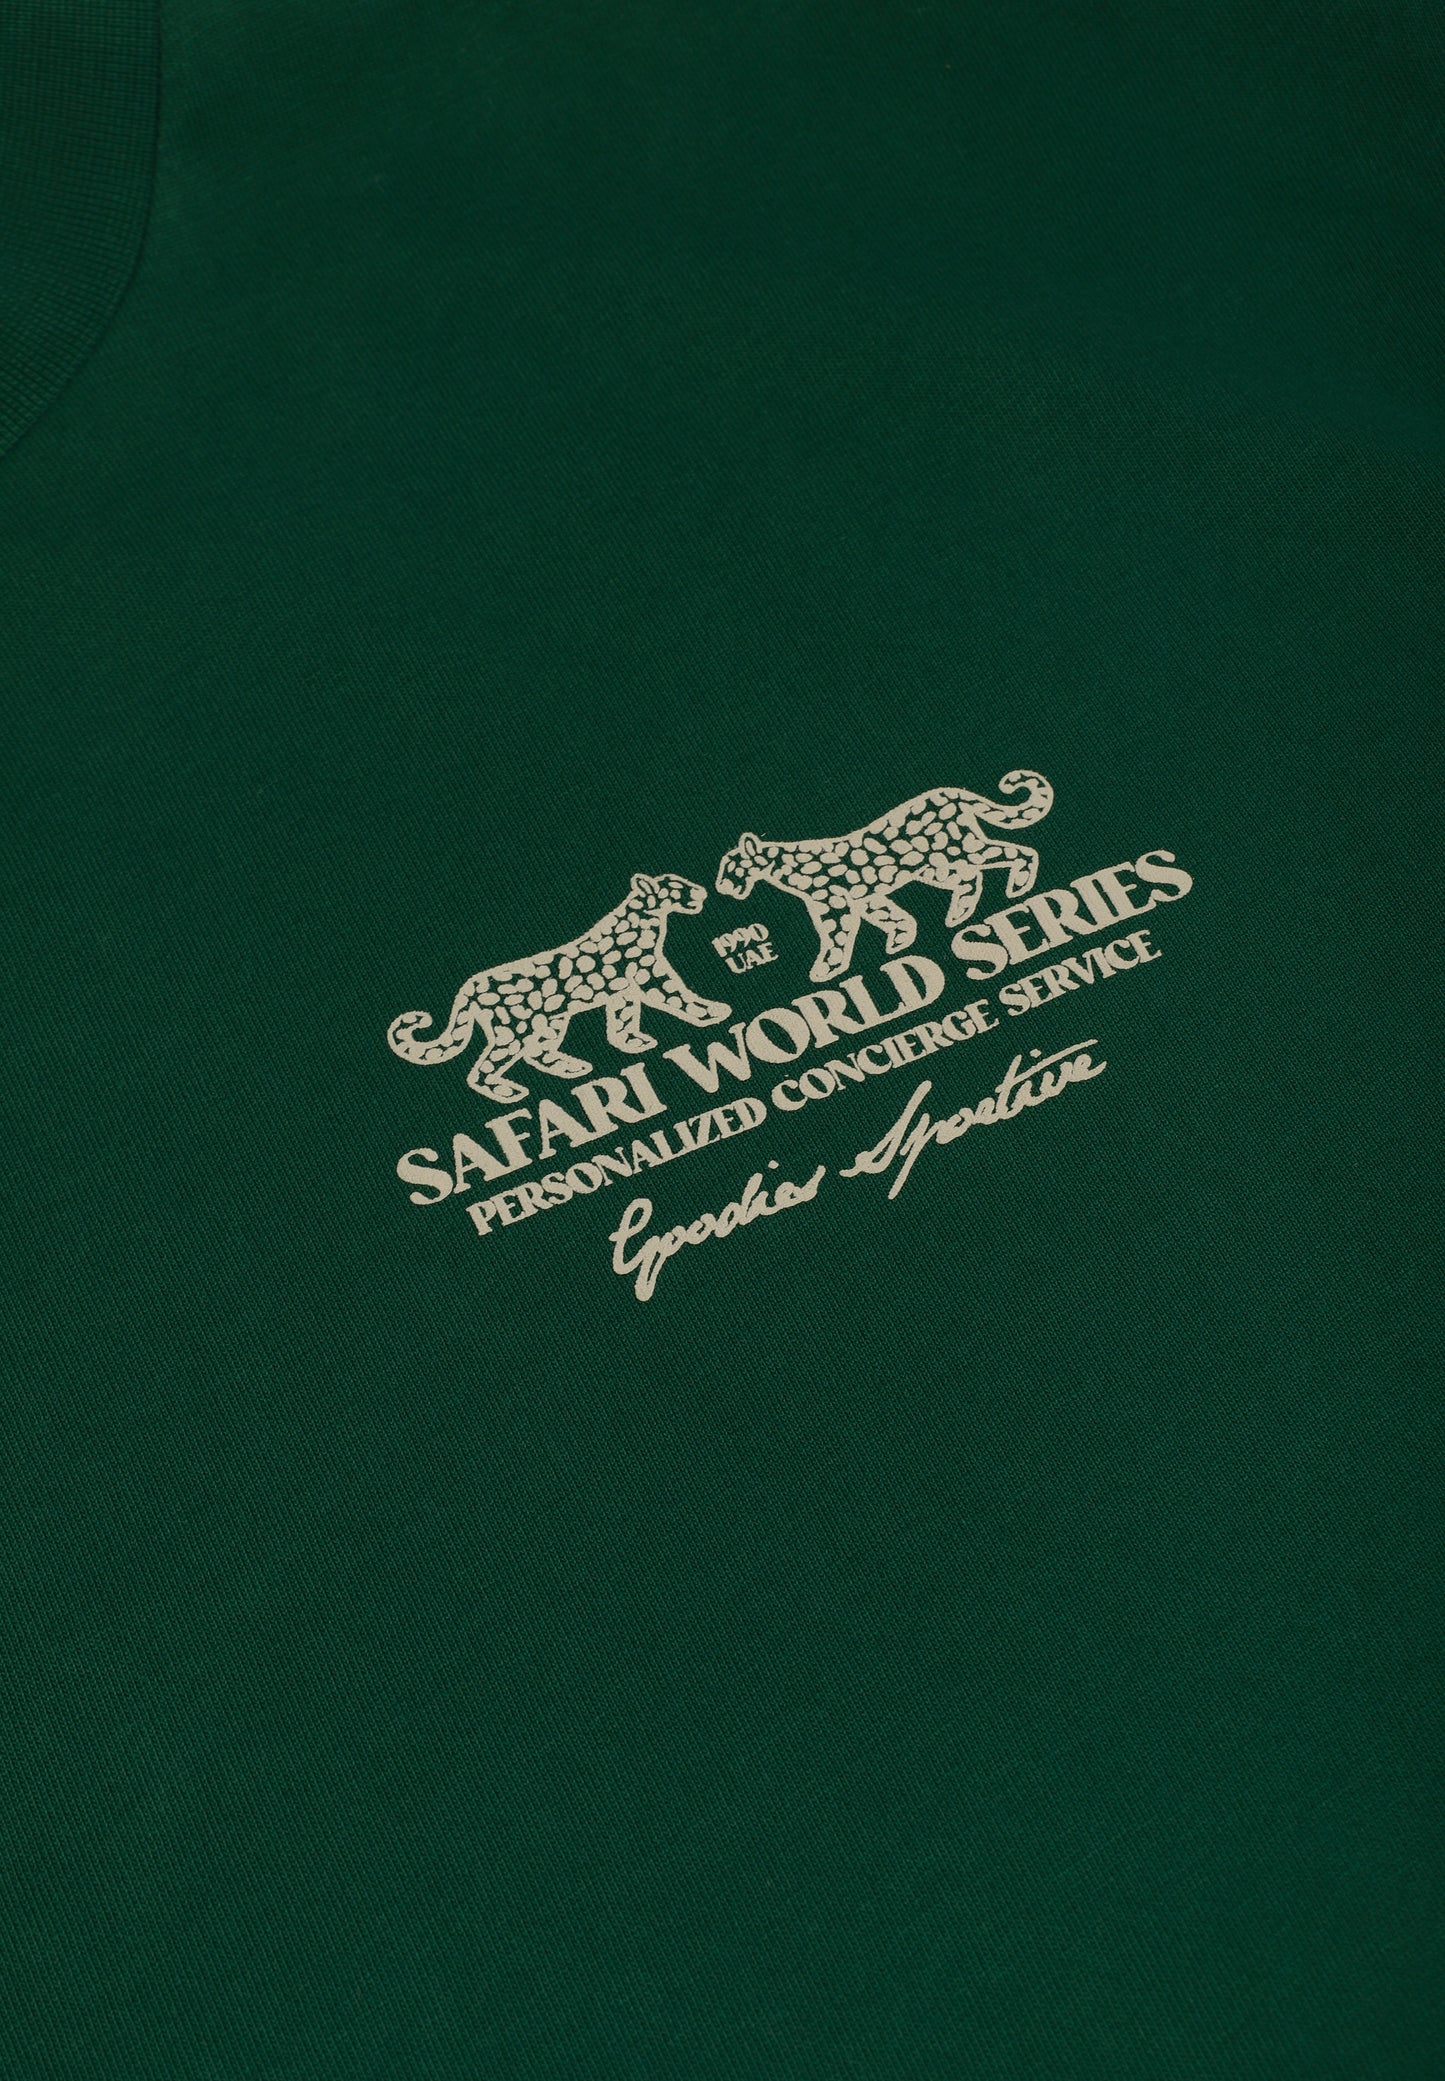 1990
UAE
SAFARI WORLD SERIES
PERSONALIZED CONCIERGE SERVICE
Goodies Sportive